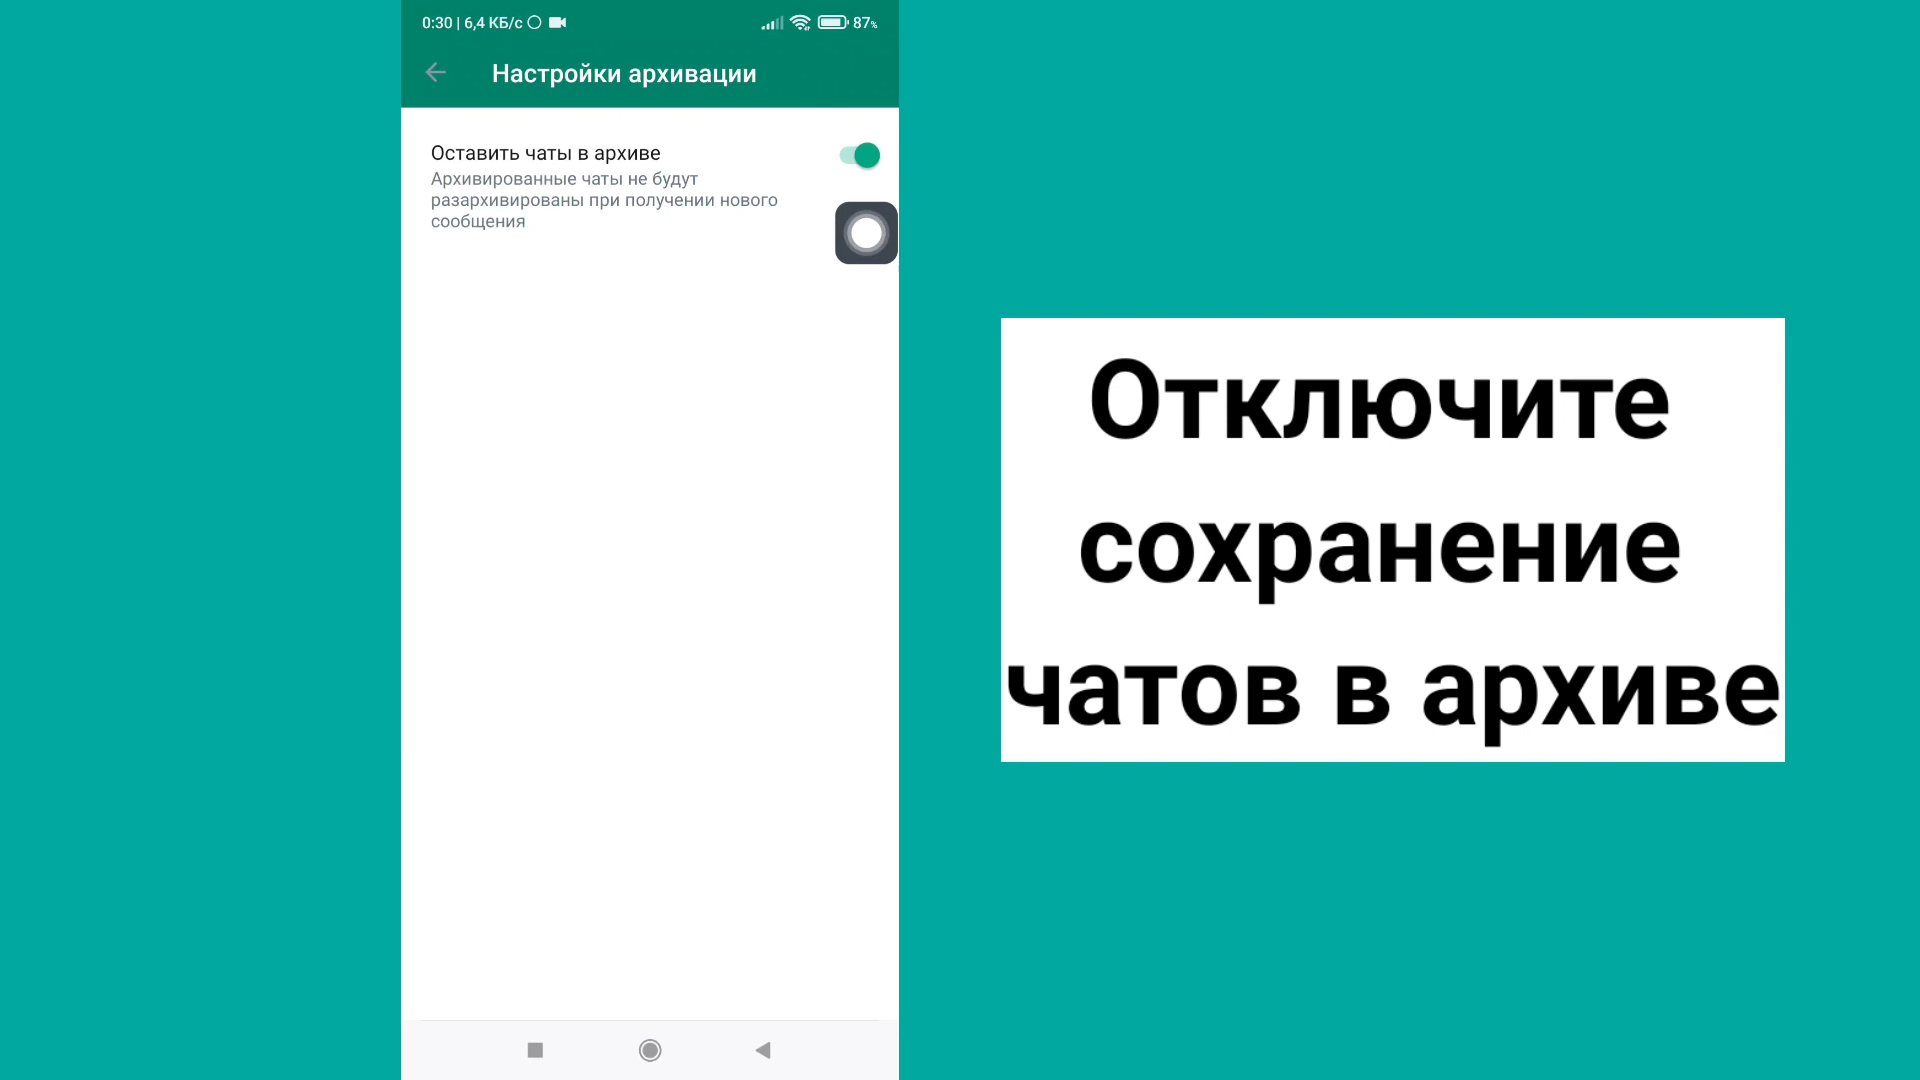 0:30 | 6,4 КБ/с 87%
Настройки архивации
Оставить чаты в архиве
Архивированные чаты не будут
разархивированы при получении нового
сообщения
Отключите
сохранение
чатов в архиве